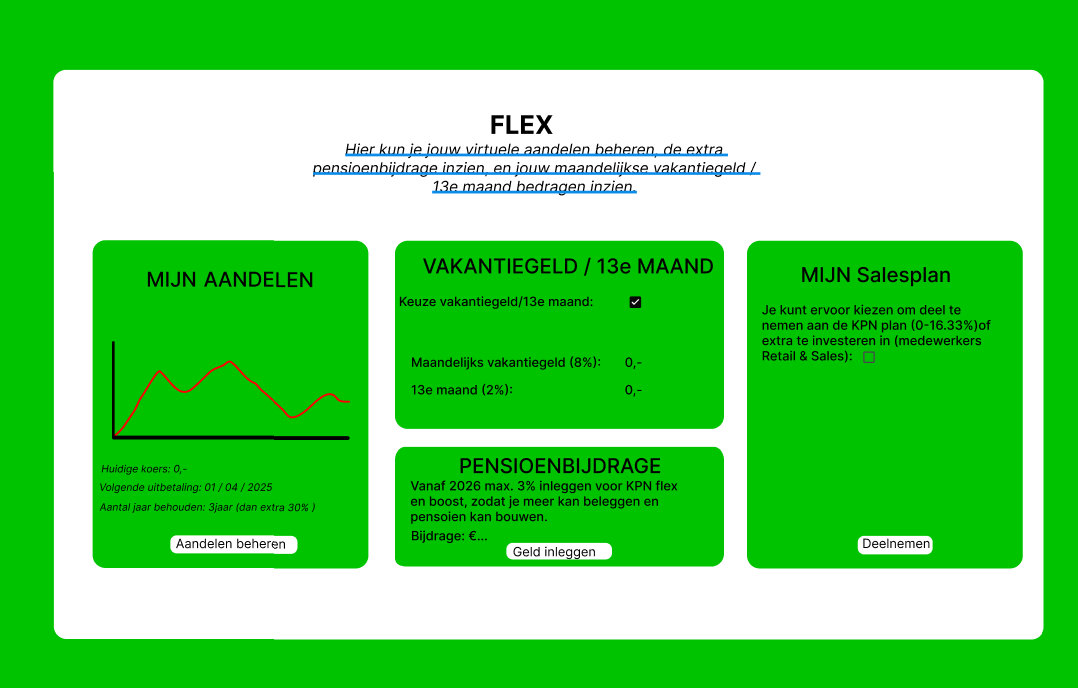 FLEX
Hier kun je jouw virtuele aandelen beheren, de extra
pensioenbijdrage inzien, en jouw maandelijkse vakantiegeld /
13e maand bedragen inzien.
MIJN AANDELEN
Huidige koers: 0,-
Volgende uitbetaling: 01 / 04 / 2025
Aantal jaar behouden: 3jaar (dan extra 30% )
Aandelen beheren
VAKANTIEGELD / 13e MAAND
Keuze vakantiegeld/13e maand:
Maandelijks vakantiegeld (8%): 0,-
13e maand (2%): 0,-
PENSIOENBIJDRAGE
Vanaf 2026 max. 3% inleggen voor KPN flex
en boost, zodat je meer kan beleggen en
pensoien kan bouwen.
Bijdrage: €...
Geld inleggen
MIJN Salesplan
Je kunt ervoor kiezen om deel te
nemen aan de KPN plan (0-16.33%)of
extra te investeren in (medewerkers
Retail & Sales):
Deelnemen